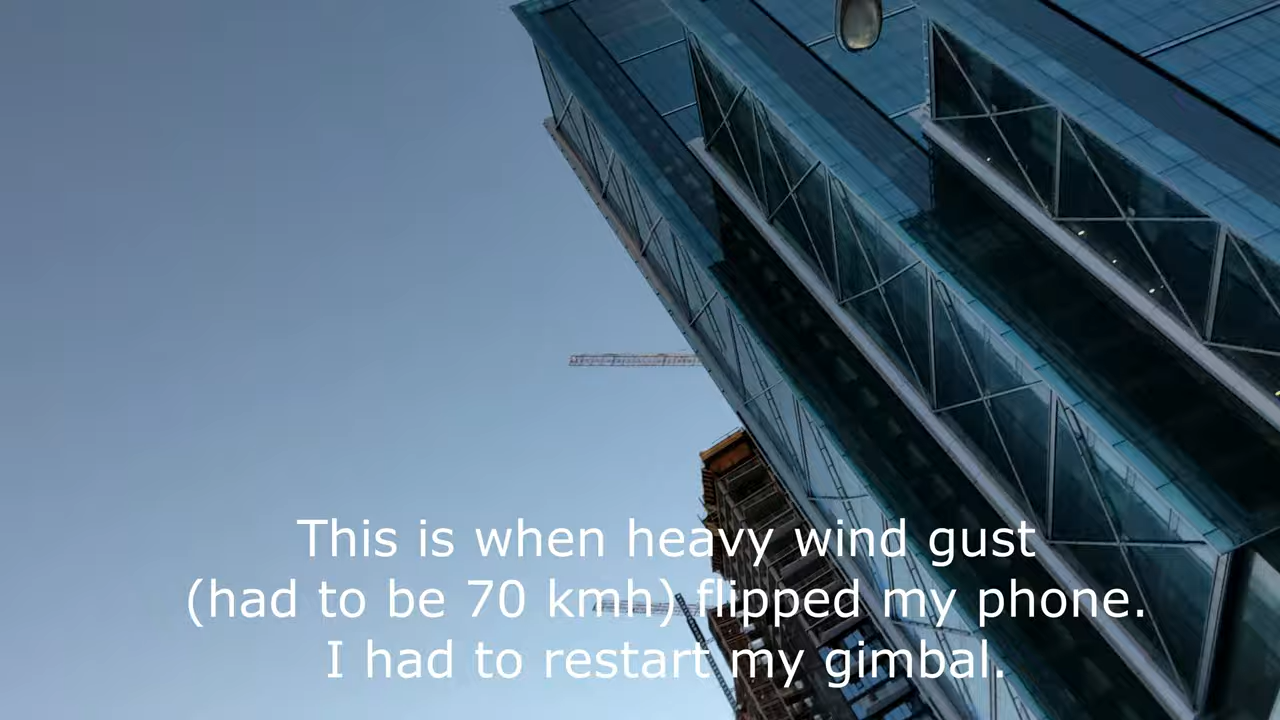 This is when heavy wind gust
(had to be 70 kmh) flipped my phone.
I had to restart my gimbal.